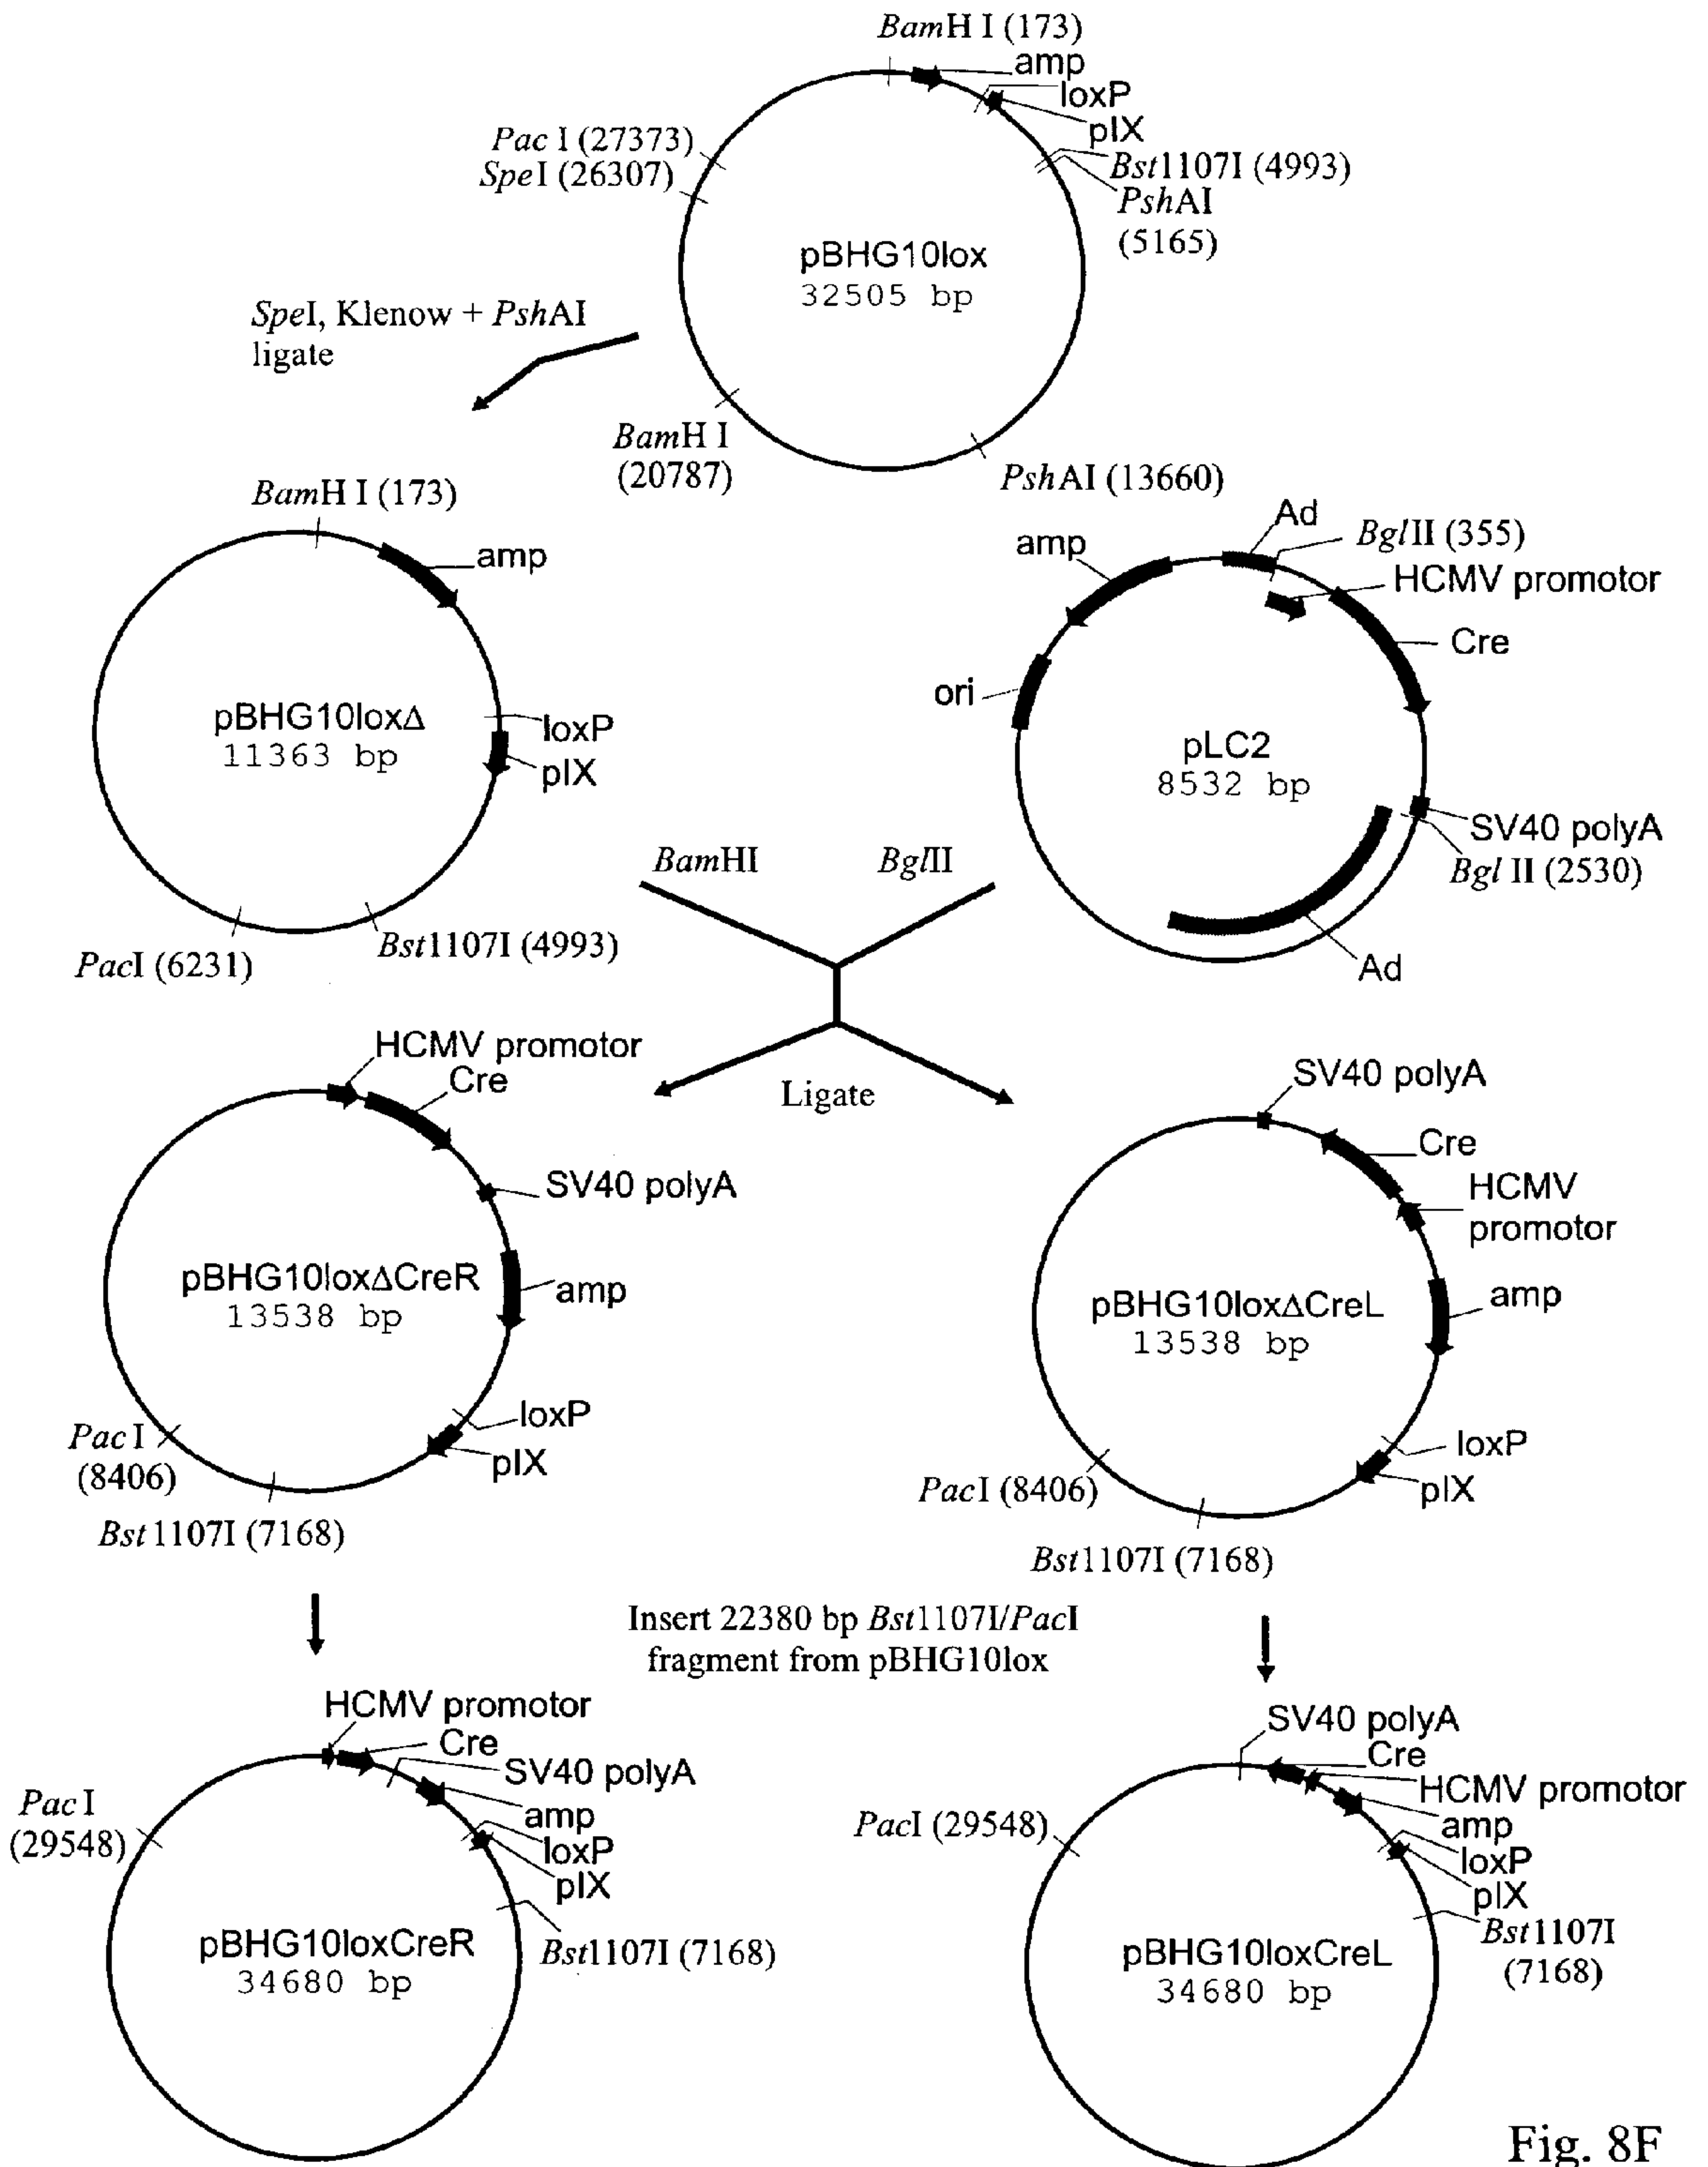 BamH I (173)
amp
loxP
pIX
Pac I (27373)
SpeI (26307)
Bst1107I (4993)
PshAI
(5165)
pBHG10lox
32505 bp
SpeI, Klenow + PshAI
ligate
BamH I
(20787)
PshAI (13660)
BamH I (173)
amp
pBHG10loxΔ
11363 bp
loxP
pIX
PacI (6231)
Bst1107I (4993)
Ad
BglII (355)
amp
HCMV promotor
Cre
ori
pLC2
8532 bp
SV40 polyA
Bgl II (2530)
Ad
BamHI
BglII
Ligate
HCMV promotor
Cre
SV40 polyA
pBHG10loxΔCreR
13538 bp
amp
loxP
pIX
Pac I
(8406)
Bst1107I (7168)
SV40 polyA
Cre
HCMV
promotor
pBHG10loxΔCreL
13538 bp
amp
loxP
pIX
PacI (8406)
Bst1107I (7168)
Insert 22380 bp Bst1107I/PacI
fragment from pBHG10lox
HCMV promotor
Cre
SV40 polyA
amp
loxP
pIX
Pac I
(29548)
pBHG10loxCreR
34680 bp
Bst1107I (7168)
SV40 polyA
Cre
HCMV promotor
amp
loxP
pIX
PacI (29548)
Bst1107I
(7168)
pBHG10loxCreL
34680 bp
Fig. 8F